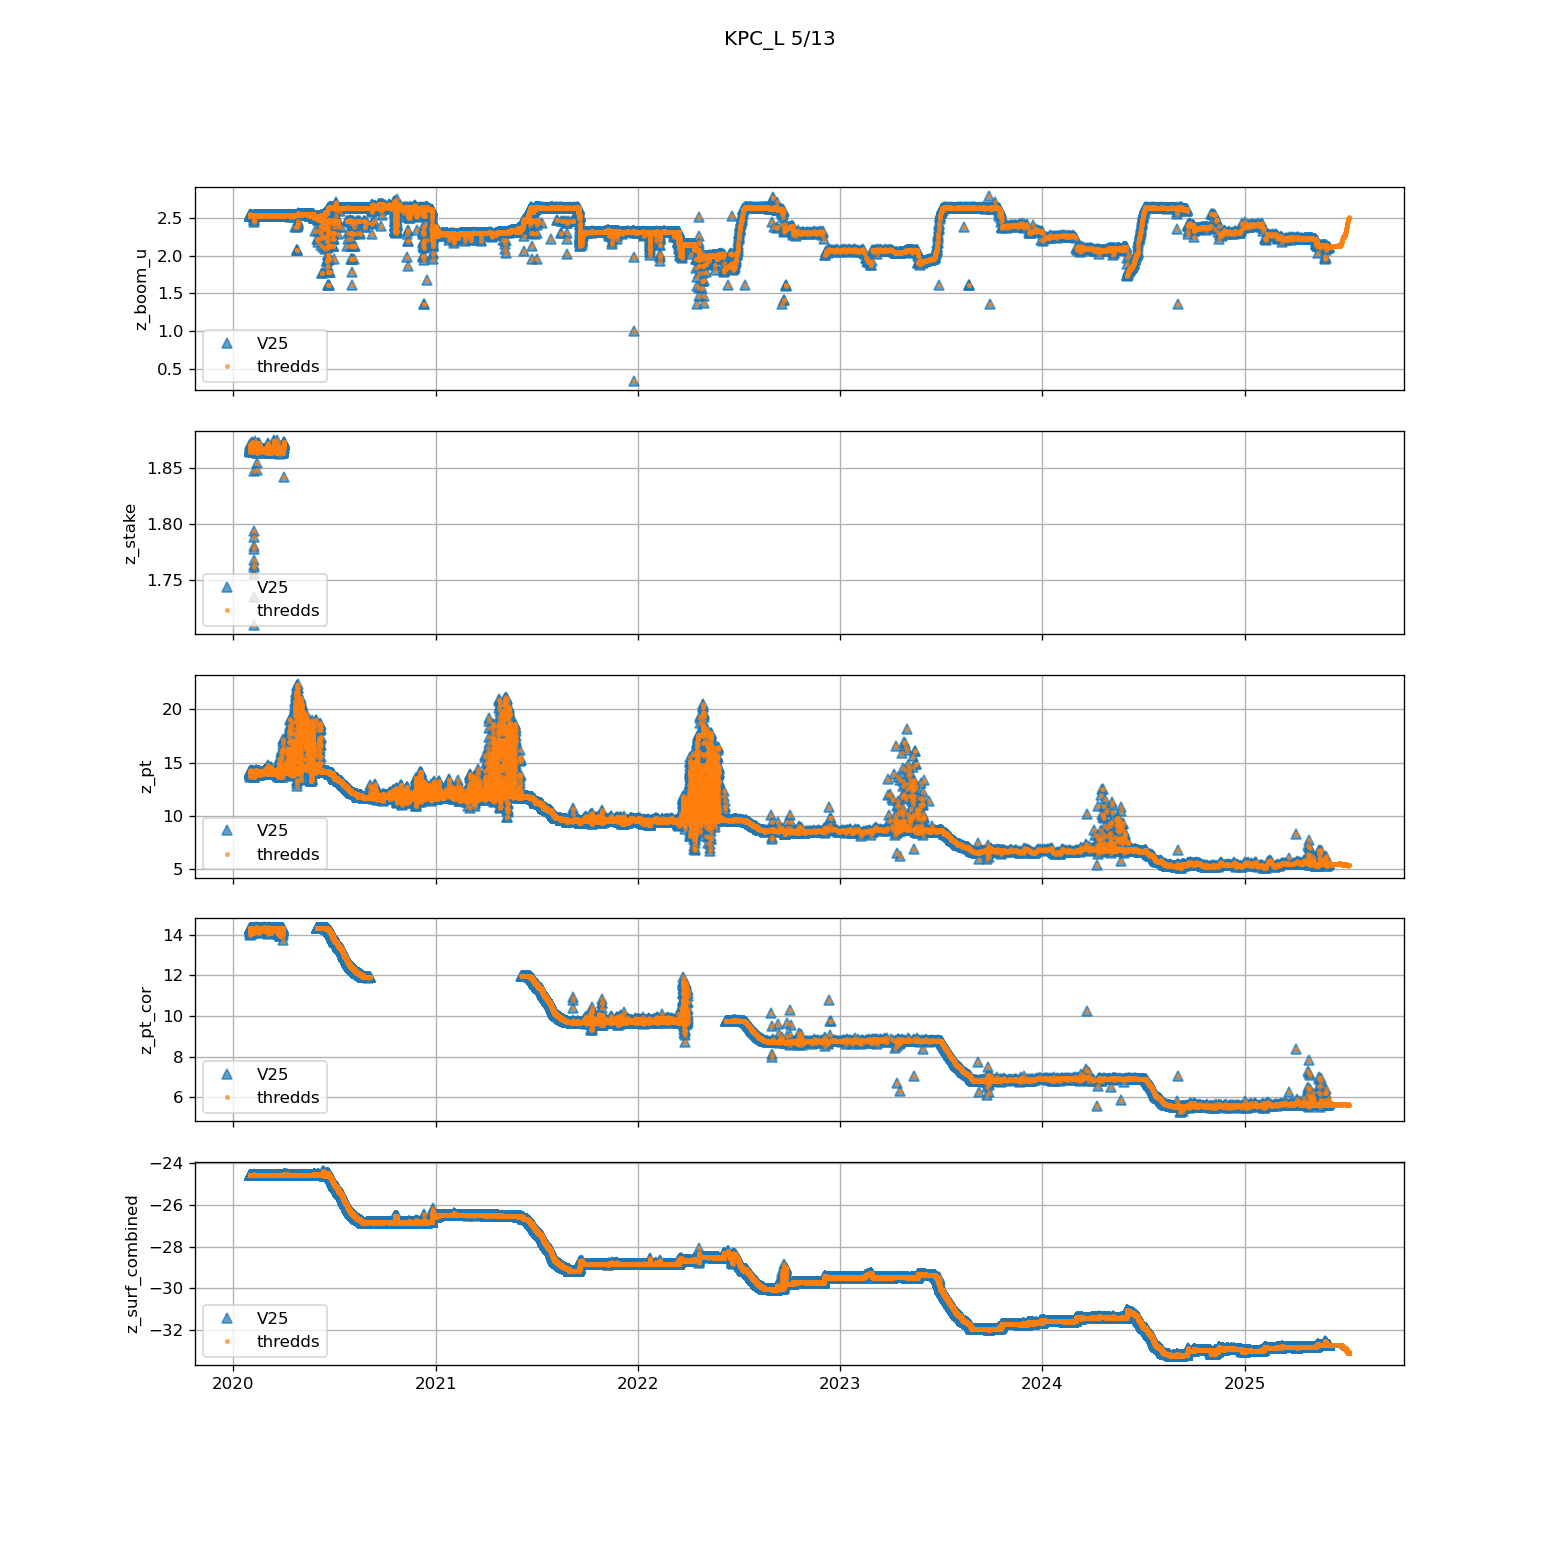 KPC_L 5/13
2.5
2.0
1.5
1.0
0.5
z_boom_u
V25
thredds
1.85
1.80
1.75
z_stake
V25
thredds
20
15
10
5
z_pt
V25
thredds
14
12
10
8
6
z_pt_cor
V25
thredds
−24
−26
−28
−30
−32
z_surf_combined
V25
thredds
2020 2021 2022 2023 2024 2025